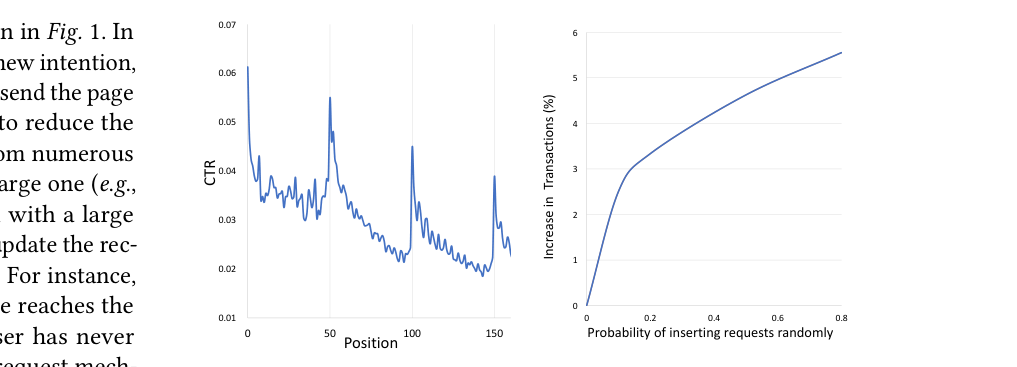 n in Fig. 1. In
new intention,
send the page
to reduce the
om numerous
arge one (e.g.,
with a large
update the rec-
For instance,
e reaches the
ser has never
request mech-
0.07
0.06
0.05
0.04
0.03
0.02
0.01
CTR
0
50
100
150
Position
6
5
4
3
2
1
0
Increase in Transactions (%)
0
0.2
0.4
0.6
0.8
Probability of inserting requests randomly